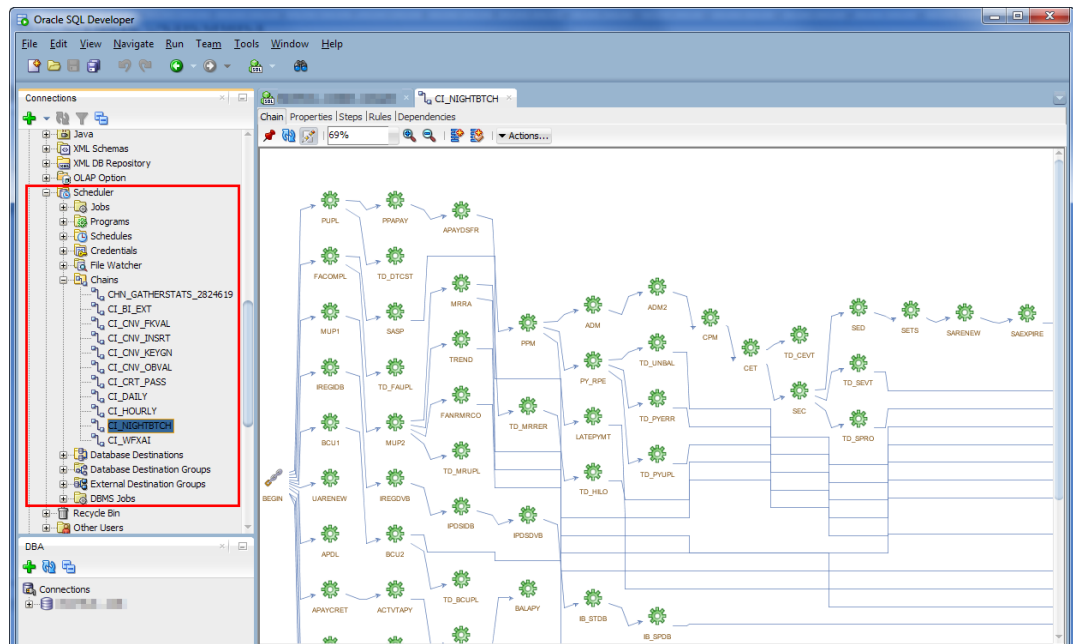 Oracle SQL Developer
File Edit View Navigate Run Team Tools Window Help
Connections
Java
XML Schemas
XML DB Repository
OLAP Option
Scheduler
Jobs
Programs
Schedules
Credentials
File Watcher
Chains
CHN_GATHERSTATS_2824619
CI_BI_EXT
CI_CNV_FKVAL
CI_CNV_INSRT
CI_CNV_KEYGN
CI_CNV_OBVAL
CI_CRT_PASS
CI_DAILY
CI_HOURLY
CI_NIGHTBTCH
CI_WFXAI
Database Destinations
Database Destination Groups
External Destination Groups
DBMS Jobs
Recycle Bin
Other Users
DBA
Connections
CI_NIGHTBTCH
Chain Properties Steps Rules Dependencies
69% Actions...
PUPL PPAPAY APAYDSFR
FACOMPL TD_DTCST
MRRA ADM ADM2
MUP1 SASP PPM CPM SED SETS SARENEW SAEXPIRE
TREND TD_UNBAL CET TD_CEVT
IREGIDB TD_FAUPL PY_RPE TD_SEVT
FANRMRCO TD_MRRER TD_PYERR SEC
BCU1 MUP2 LATEPYMT TD_SPRO
TD_MRUPL TD_HILO TD_PYUPL
BEGIN UARENEW IREGDVB
IPDSIDB IPDSDVB
APDL BCU2
TD_BCUPL BALAPY
APAYCRET ACTVTAPY IB_STDB
IB_SPDB